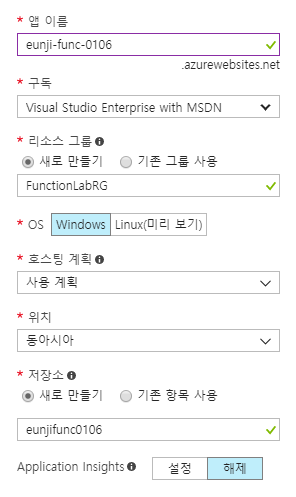 * 앱 이름
eunji-func-0106
.azurewebsites.net
* 구독
Visual Studio Enterprise with MSDN
* 리소스 그룹
새로 만들기 기존 그룹 사용
FunctionLabRG
* OS Windows Linux(미리 보기)
* 호스팅 계획
사용 계획
* 위치
동아시아
* 저장소
새로 만들기 기존 항목 사용
eunjifunc0106
Application Insights 설정 해제